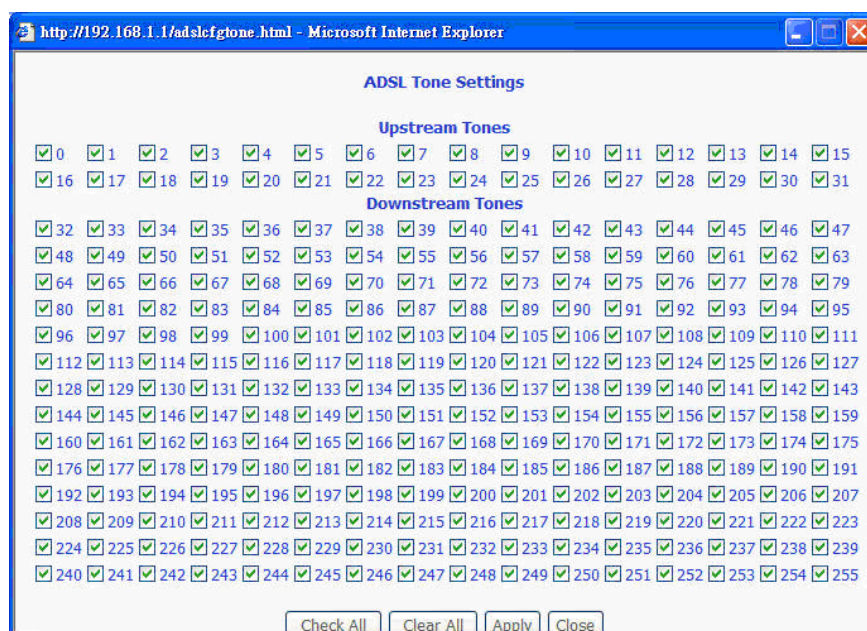 http://192.168.1.1/adslcfgtone.html - Microsoft Internet Explorer
ADSL Tone Settings
Upstream Tones
0 1 2 3 4 5 6 7 8 9 10 11 12 13 14 15
16 17 18 19 20 21 22 23 24 25 26 27 28 29 30 31
Downstream Tones
32 33 34 35 36 37 38 39 40 41 42 43 44 45 46 47
48 49 50 51 52 53 54 55 56 57 58 59 60 61 62 63
64 65 66 67 68 69 70 71 72 73 74 75 76 77 78 79
80 81 82 83 84 85 86 87 88 89 90 91 92 93 94 95
96 97 98 99 100 101 102 103 104 105 106 107 108 109 110 111
112 113 114 115 116 117 118 119 120 121 122 123 124 125 126 127
128 129 130 131 132 133 134 135 136 137 138 139 140 141 142 143
144 145 146 147 148 149 150 151 152 153 154 155 156 157 158 159
160 161 162 163 164 165 166 167 168 169 170 171 172 173 174 175
176 177 178 179 180 181 182 183 184 185 186 187 188 189 190 191
192 193 194 195 196 197 198 199 200 201 202 203 204 205 206 207
208 209 210 211 212 213 214 215 216 217 218 219 220 221 222 223
224 225 226 227 228 229 230 231 232 233 234 235 236 237 238 239
240 241 242 243 244 245 246 247 248 249 250 251 252 253 254 255
Check All Clear All Apply Close